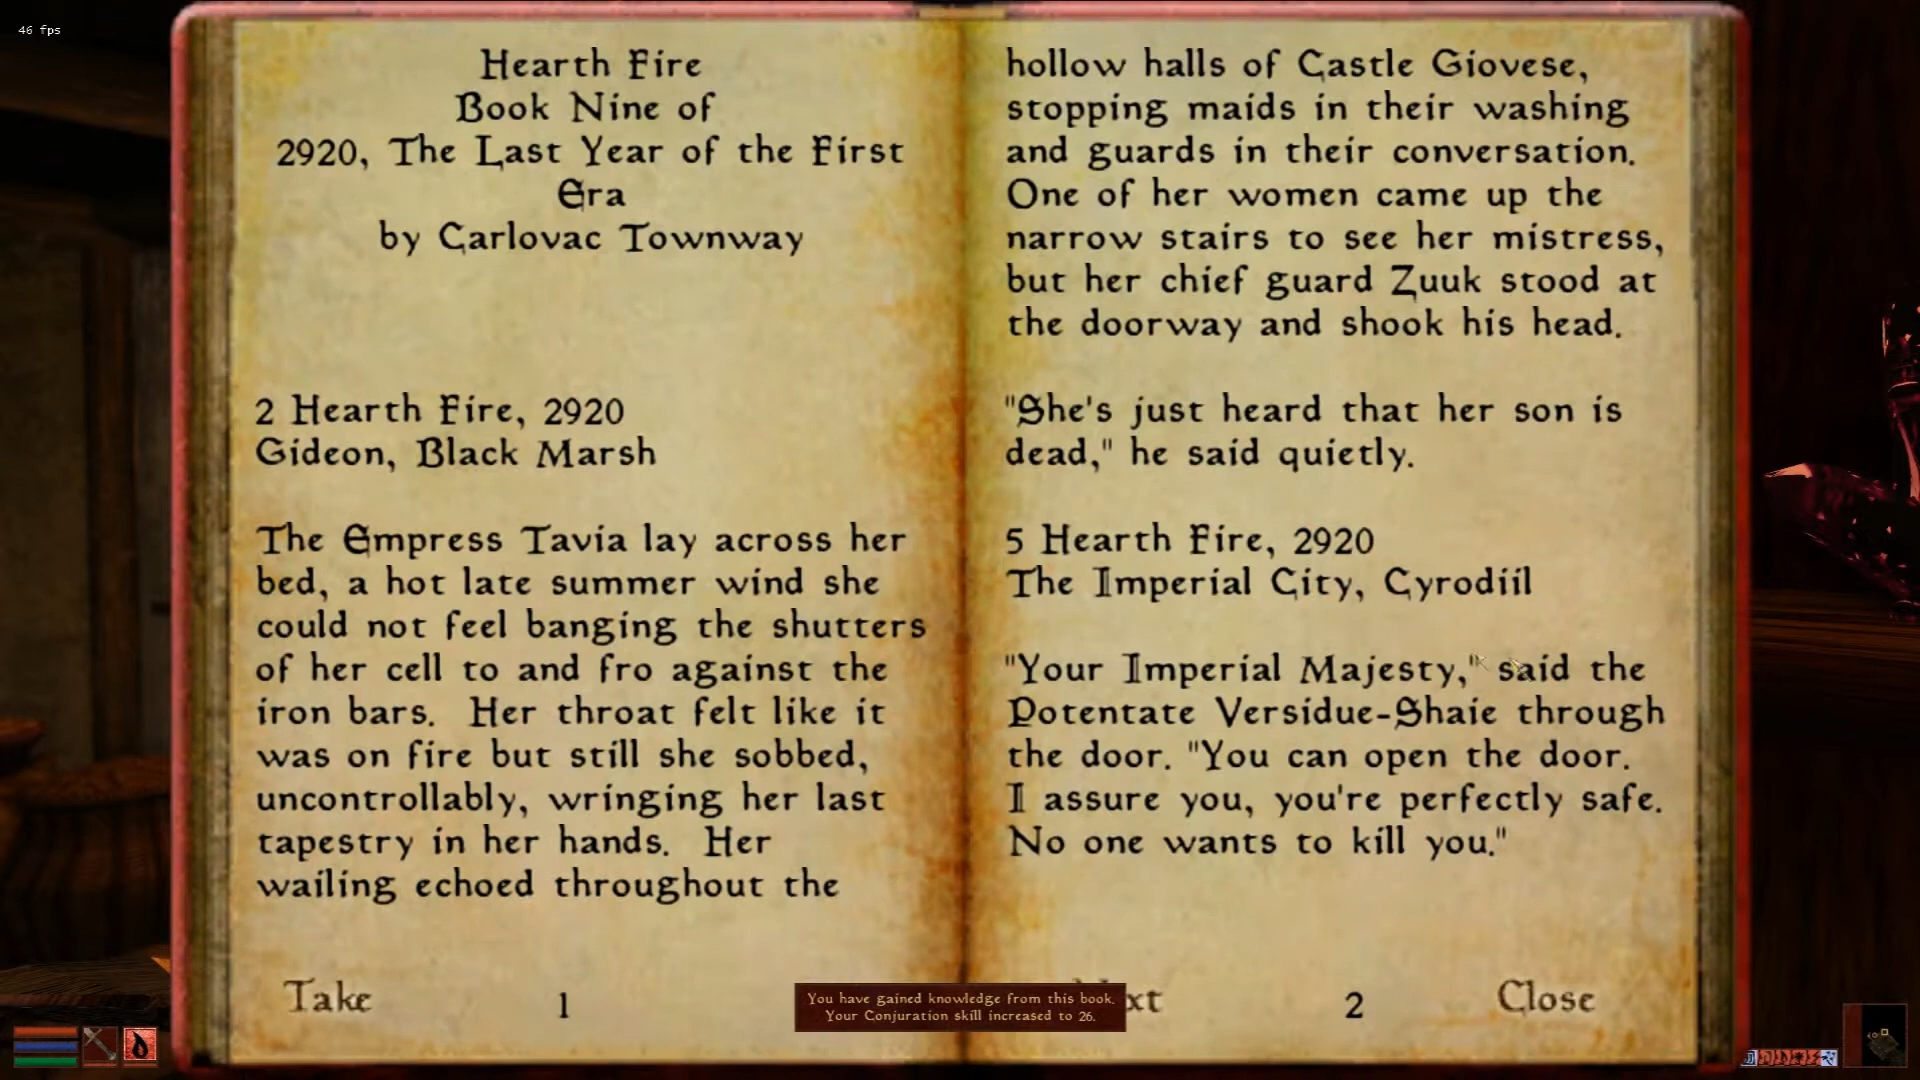 46 fps
Hearth Fire
Book Nine of
2920, The Last Year of the First
Era
by Carlovac Townway
2 Hearth Fire, 2920
Gideon, Black Marsh
The Empress Tavia lay across her
bed, a hot late summer wind she
could not feel banging the shutters
of her cell to and fro against the
iron bars. Her throat felt like it
was on fire but still she sobbed,
uncontrollably, wringing her last
tapestry in her hands. Her
wailing echoed throughout the
hollow halls of Castle Giovese,
stopping maids in their washing
and guards in their conversation.
One of her women came up the
narrow stairs to see her mistress,
but her chief guard Zuuk stood at
the doorway and shook his head.
"She's just heard that her son is
dead," he said quietly.
5 Hearth Fire, 2920
The Imperial City, Cyrodiil
"Your Imperial Majesty," said the
Potentate Versidue-Shaie through
the door. "You can open the door.
I assure you, you're perfectly safe.
No one wants to kill you."
Take
1
You have gained knowledge from this book.
Your Conjuration skill increased to 26.
2
Close